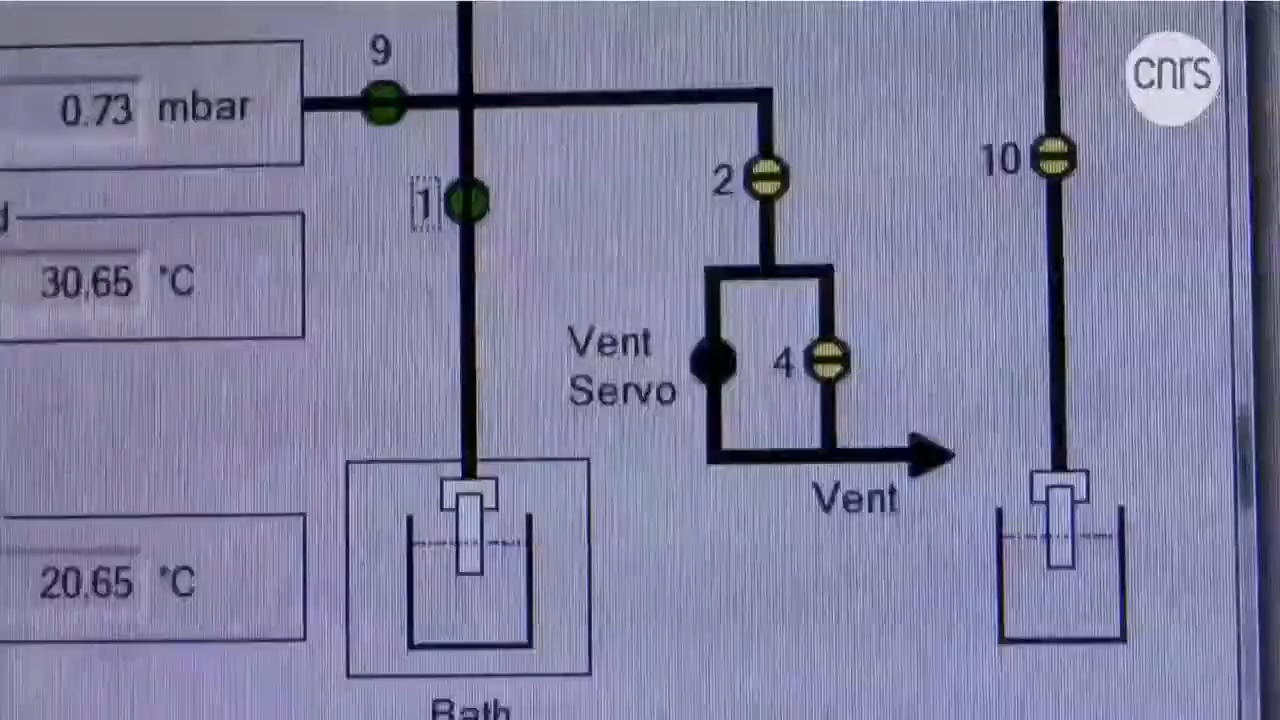 9
cnrs
0.73 mbar
10
2
1
d
30,65 °C
Vent
Servo
4
Vent
20,65 °C
Bath